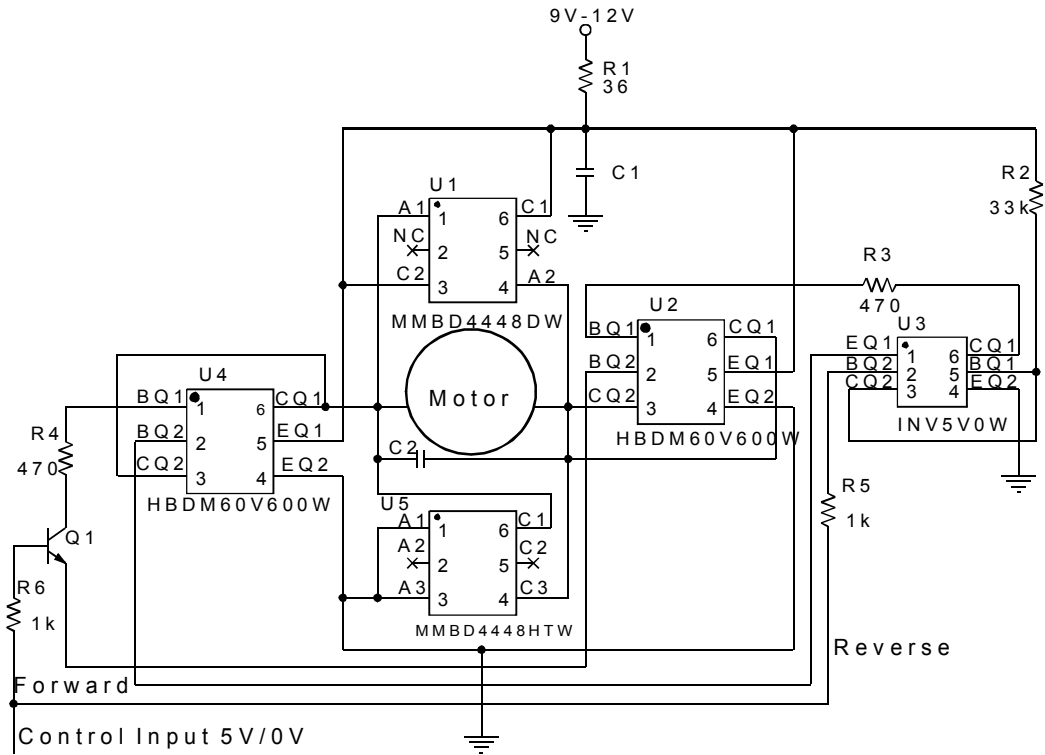 9V-12V
R1
36
C1
R2
33k
U1
A1 1 6 C1
NC 2 5 NC
C2 3 4 A2
MMBD4448DW
R3
470
U2
BQ1 1 6 CQ1
BQ2 2 5 EQ1
CQ2 3 4 EQ2
HBDM60V600W
U3
EQ1 1 6 CQ1
BQ2 2 5 BQ1
CQ2 3 4 EQ2
INV5V0W
Motor
C2
U4
BQ1 1 6 CQ1
BQ2 2 5 EQ1
CQ2 3 4 EQ2
HBDM60V600W
R4
470
Q1
R6
1k
U5
A1 1 6 C1
A2 2 5 C2
A3 3 4 C3
MMBD4448HTW
R5
1k
Reverse
Forward
Control Input 5V/0V